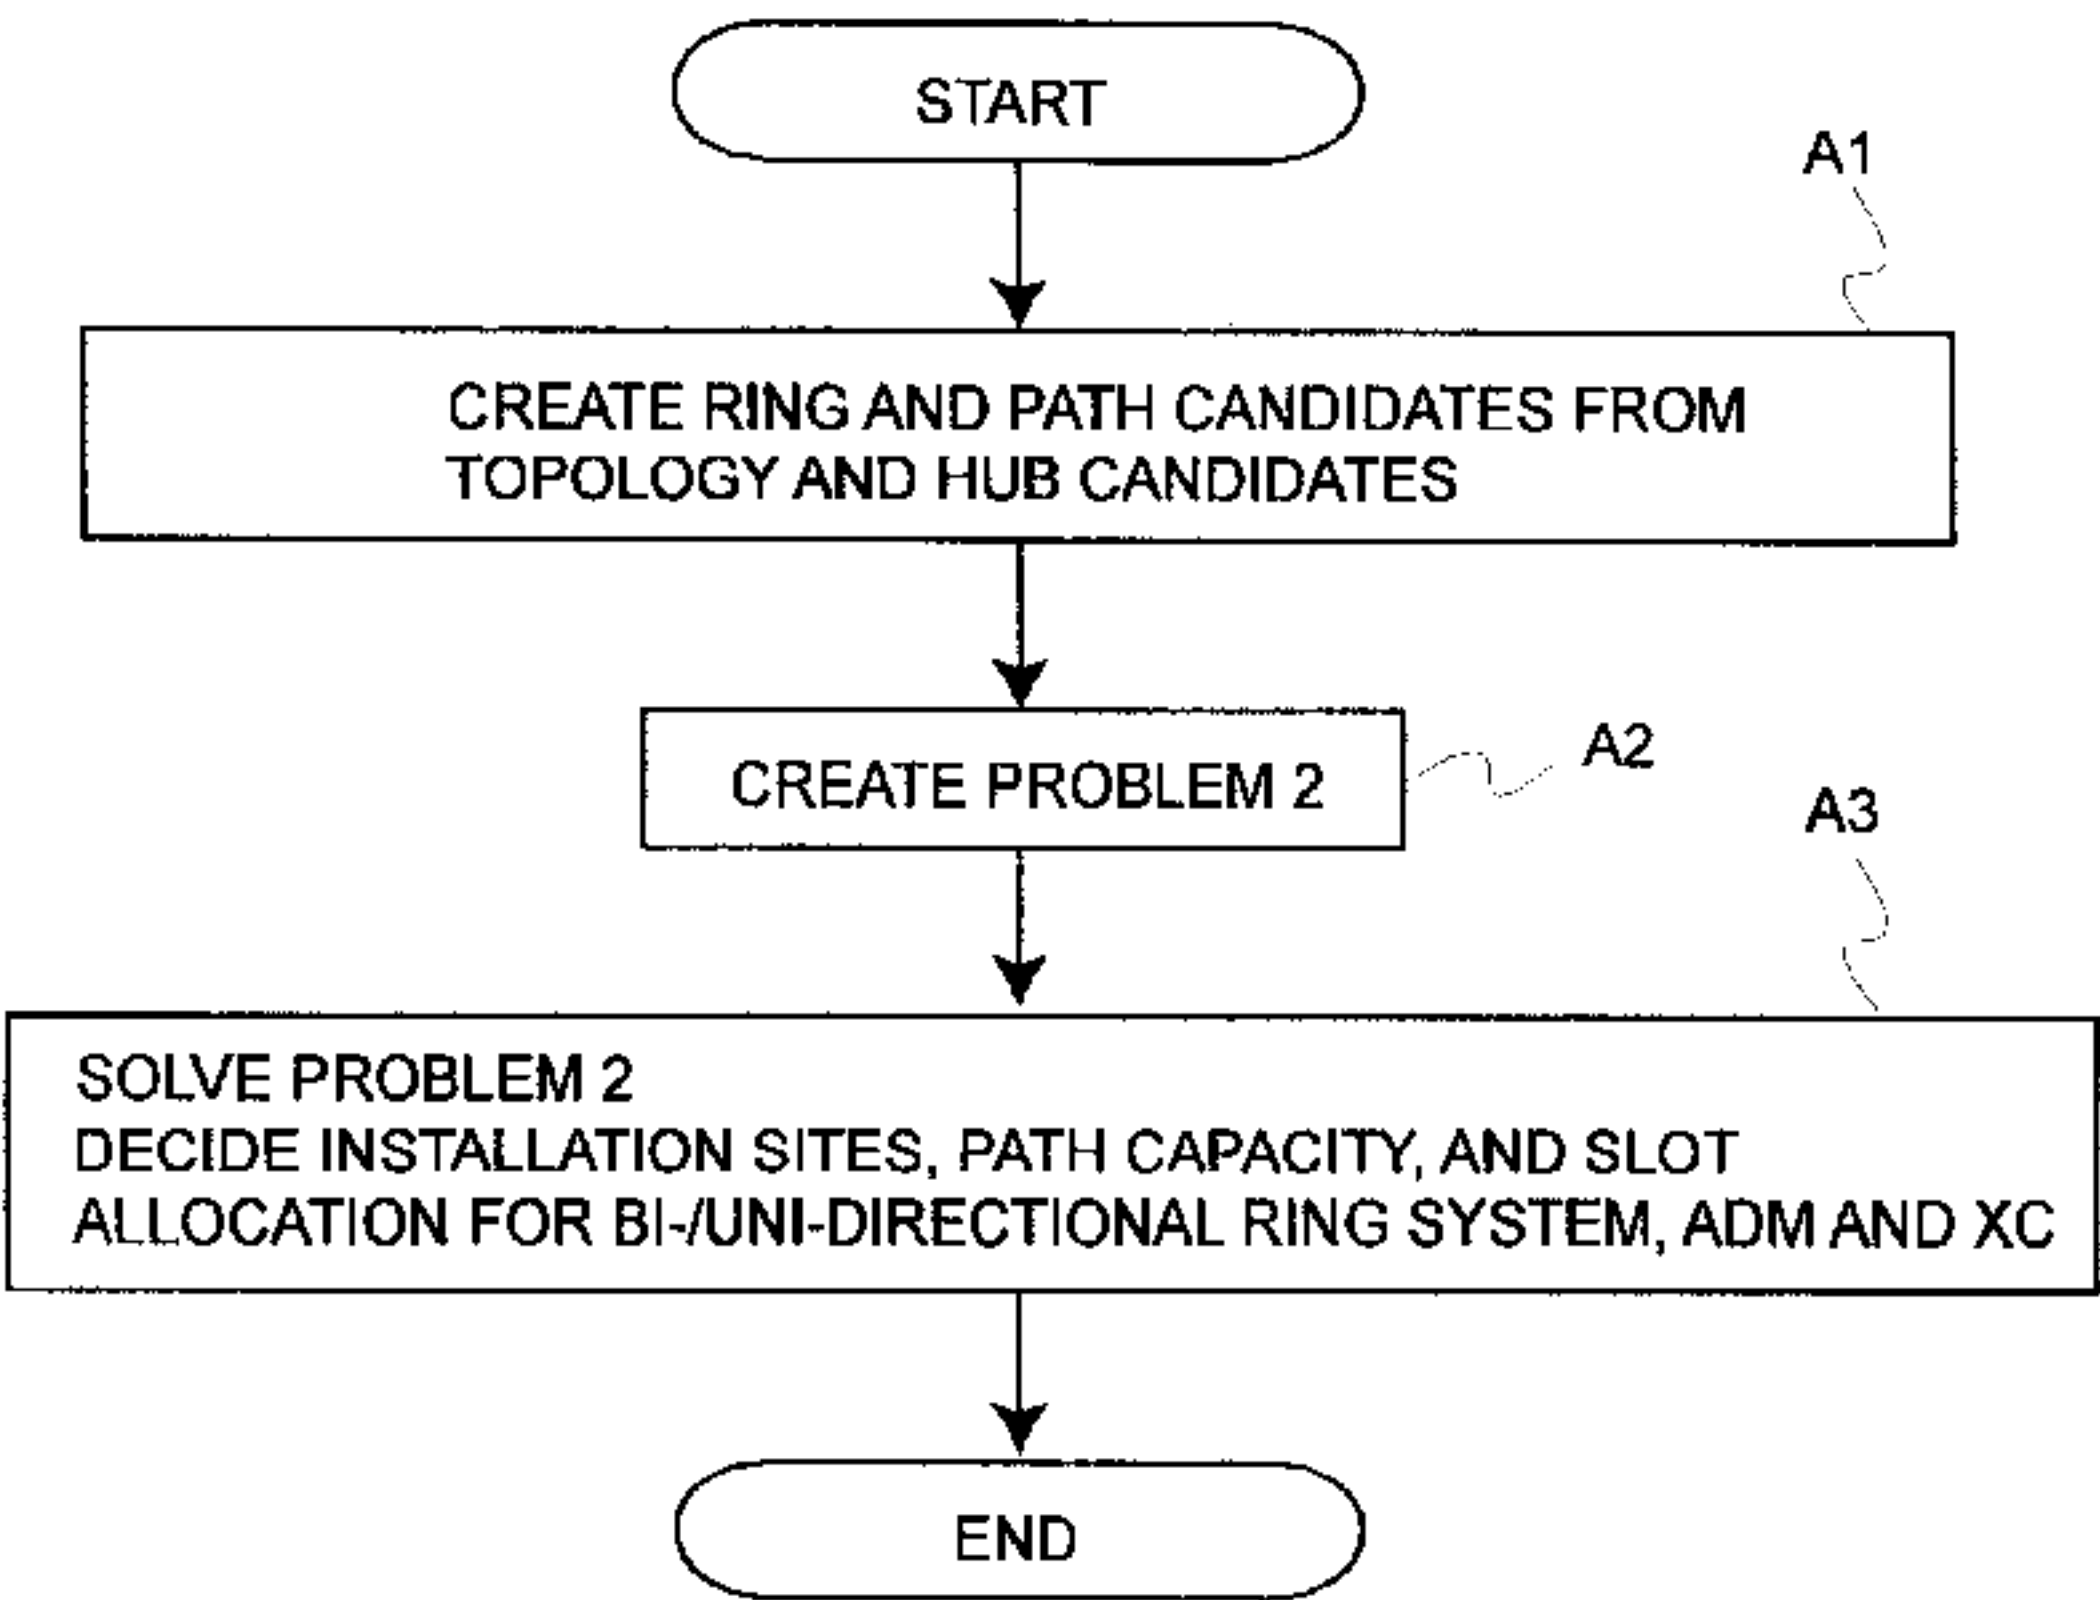 START
A1
CREATE RING AND PATH CANDIDATES FROM
TOPOLOGY AND HUB CANDIDATES
CREATE PROBLEM 2
A2
A3
SOLVE PROBLEM 2
DECIDE INSTALLATION SITES, PATH CAPACITY, AND SLOT
ALLOCATION FOR BI-/UNI-DIRECTIONAL RING SYSTEM, ADM AND XC
END